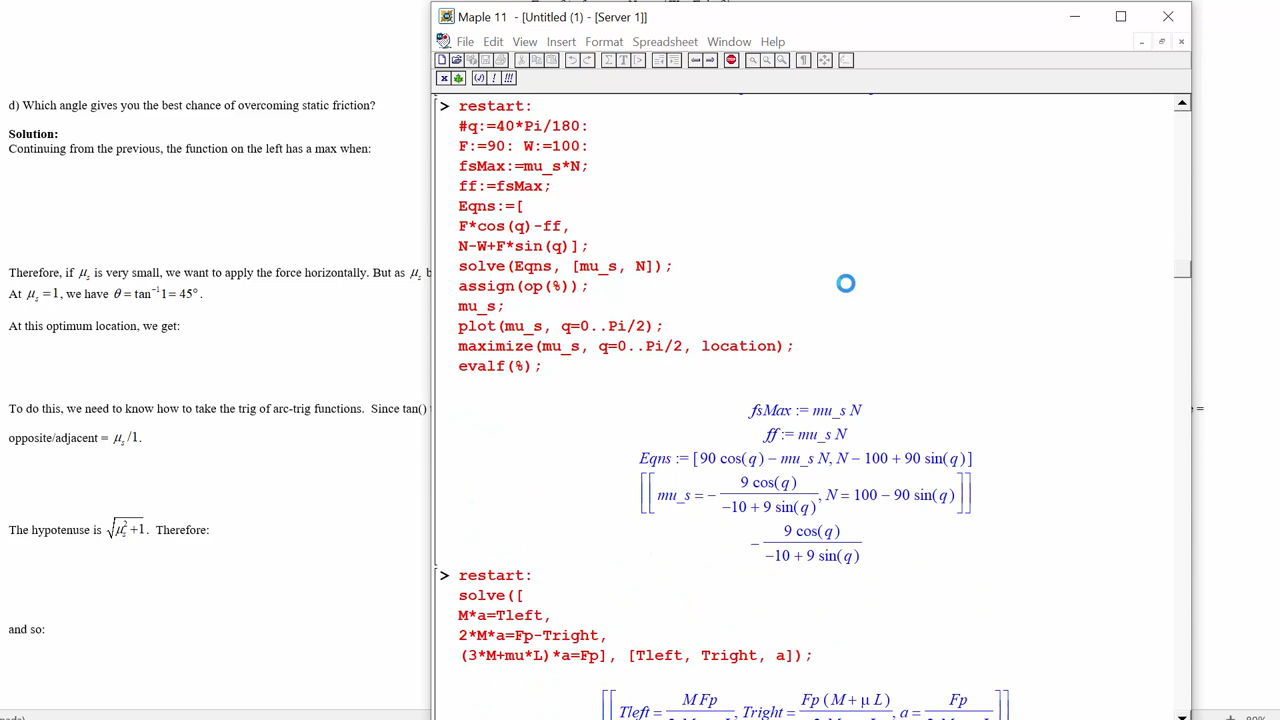 Maple 11 - [Untitled (1) - [Server 1]]
File Edit View Insert Format Spreadsheet Window Help
d) Which angle gives you the best chance of overcoming static friction?
Solution:
Continuing from the previous, the function on the left has a max when:
Therefore, if μs is very small, we want to apply the force horizontally. But as μs
At μs = 1, we have θ = tan⁻¹1 = 45°.
At this optimum location, we get:
To do this, we need to know how to take the trig of arc-trig functions. Since tan()
opposite/adjacent = μs/1.
The hypotenuse is √(μs²+1). Therefore:
and so:
> restart:
#q:=40*Pi/180:
F:=90: W:=100:
fsMax:=mu_s*N;
ff:=fsMax;
Eqns:=[
F*cos(q)-ff,
N-W+F*sin(q)];
solve(Eqns, [mu_s, N]);
assign(op(%));
mu_s;
plot(mu_s, q=0..Pi/2);
maximize(mu_s, q=0..Pi/2, location);
evalf(%);
fsMax := mu_s N
ff := mu_s N
Eqns := [90 cos(q) − mu_s N, N − 100 + 90 sin(q)]
[[mu_s = − 9 cos(q) / (−10 + 9 sin(q)), N = 100 − 90 sin(q)]]
− 9 cos(q) / (−10 + 9 sin(q))
> restart:
solve([
M*a=Tleft,
2*M*a=Fp-Tright,
(3*M+mu*L)*a=Fp], [Tleft, Tright, a]);
[[Tleft = M Fp , Tright = Fp (M + μ L) , a = Fp ]]